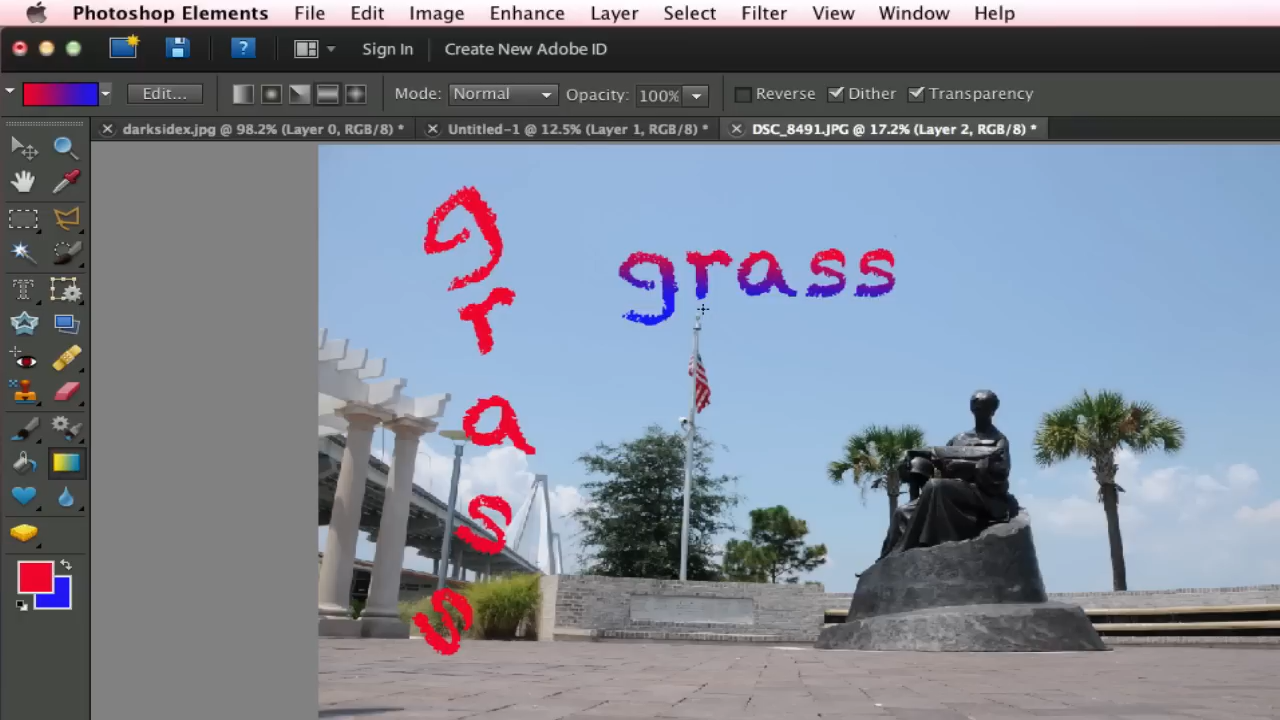 Photoshop Elements File Edit Image Enhance Layer Select Filter View Window Help
? Sign In Create New Adobe ID
Edit... Mode: Normal Opacity: 100% Reverse Dither Transparency
darksidex.jpg @ 98.2% (Layer 0, RGB/8) * Untitled-1 @ 12.5% (Layer 1, RGB/8) * DSC_8491.JPG @ 17.2% (Layer 2, RGB/8) *
T
grass
grass